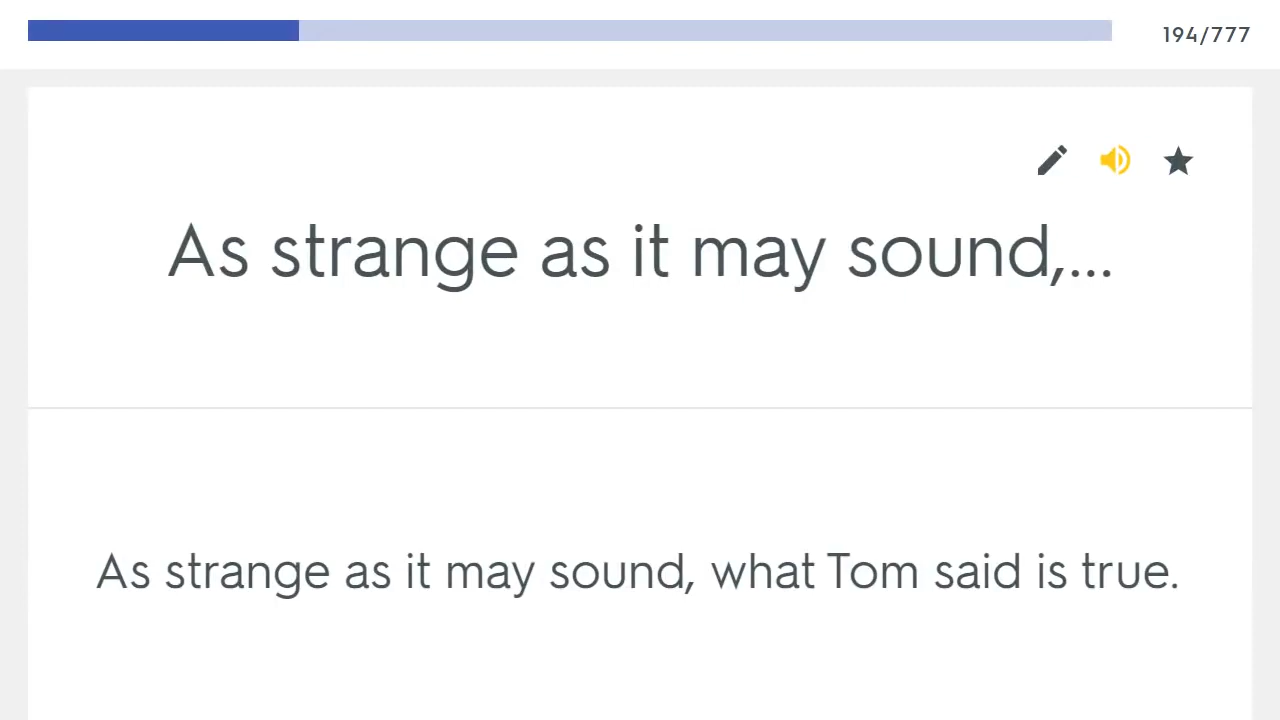 194/777
As strange as it may sound,...
As strange as it may sound, what Tom said is true.